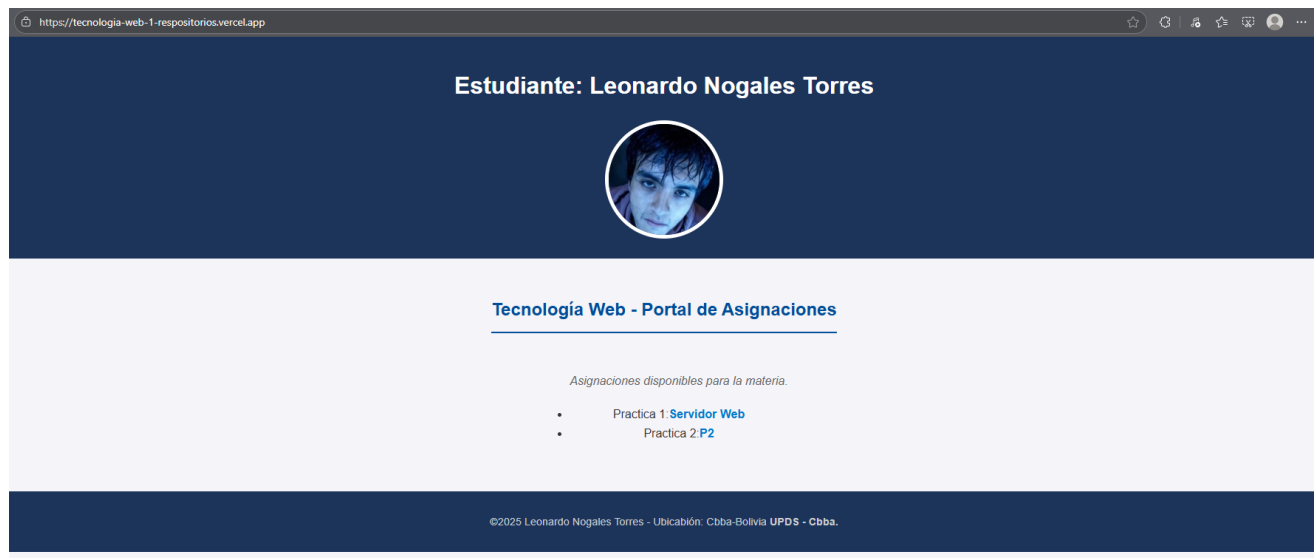 https://tecnologia-web-1-respositorios.vercel.app
Estudiante: Leonardo Nogales Torres
Tecnología Web - Portal de Asignaciones
Asignaciones disponibles para la materia.
Practica 1:Servidor Web
Practica 2:P2
©2025 Leonardo Nogales Torres - Ubicabión: Cbba-Bolivia UPDS - Cbba.